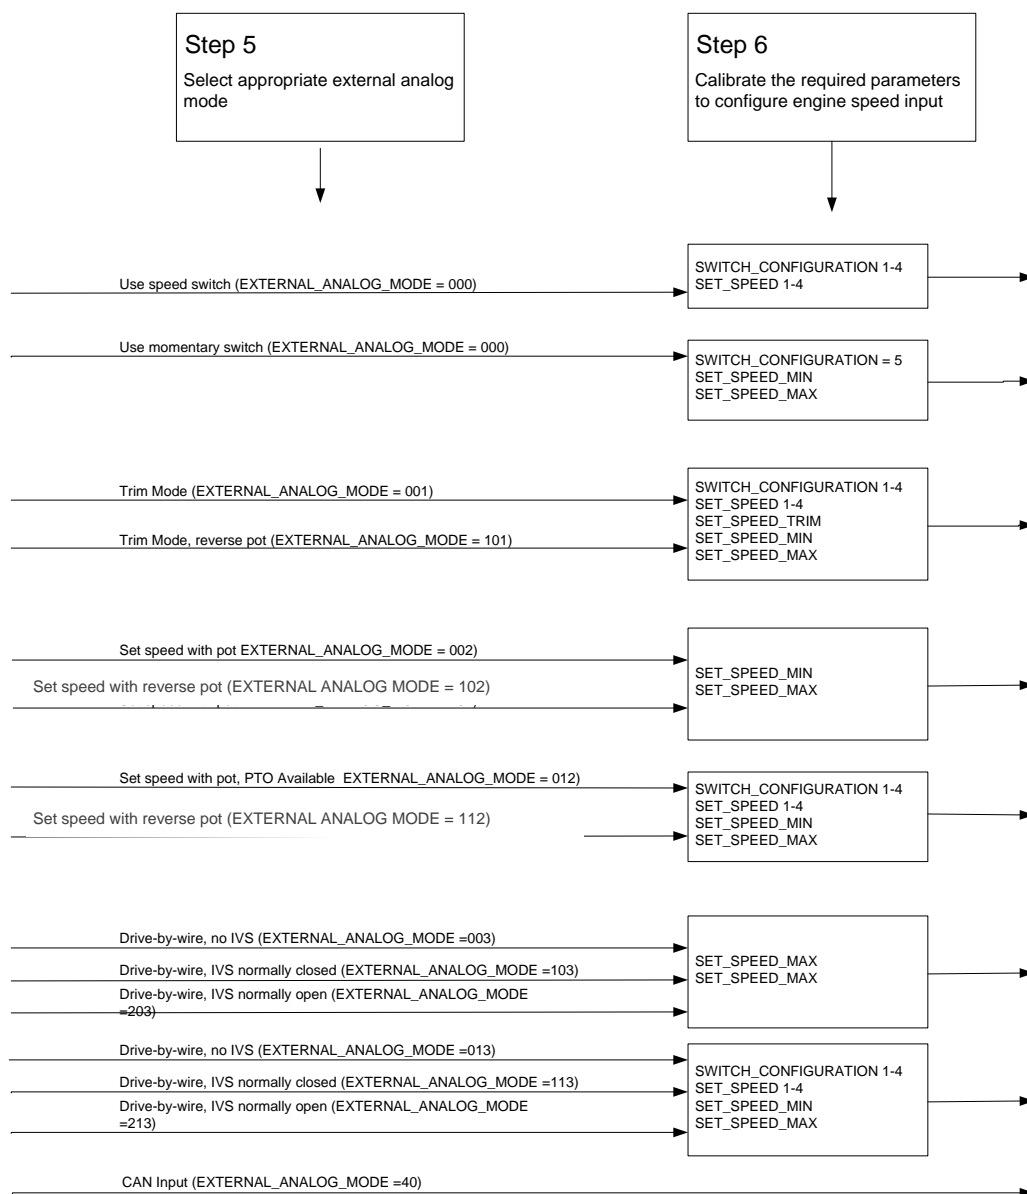 Step 5
Select appropriate external analog
mode
Step 6
Calibrate the required parameters
to configure engine speed input
Use speed switch (EXTERNAL_ANALOG_MODE = 000)
SWITCH_CONFIGURATION 1-4
SET_SPEED 1-4
Use momentary switch (EXTERNAL_ANALOG_MODE = 000)
SWITCH_CONFIGURATION = 5
SET_SPEED_MIN
SET_SPEED_MAX
Trim Mode (EXTERNAL_ANALOG_MODE = 001)
Trim Mode, reverse pot (EXTERNAL_ANALOG_MODE = 101)
SWITCH_CONFIGURATION 1-4
SET_SPEED 1-4
SET_SPEED_TRIM
SET_SPEED_MIN
SET_SPEED_MAX
Set speed with pot EXTERNAL_ANALOG_MODE = 002)
Set speed with reverse pot (EXTERNAL ANALOG MODE = 102)
SET_SPEED_MIN
SET_SPEED_MAX
Set speed with pot, PTO Available  EXTERNAL_ANALOG_MODE = 012)
Set speed with reverse pot (EXTERNAL ANALOG MODE = 112)
SWITCH_CONFIGURATION 1-4
SET_SPEED 1-4
SET_SPEED_MIN
SET_SPEED_MAX
Drive-by-wire, no IVS (EXTERNAL_ANALOG_MODE =003)
Drive-by-wire, IVS normally closed (EXTERNAL_ANALOG_MODE =103)
Drive-by-wire, IVS normally open (EXTERNAL_ANALOG_MODE
=203)
SET_SPEED_MAX
SET_SPEED_MAX
Drive-by-wire, no IVS (EXTERNAL_ANALOG_MODE =013)
Drive-by-wire, IVS normally closed (EXTERNAL_ANALOG_MODE =113)
Drive-by-wire, IVS normally open (EXTERNAL_ANALOG_MODE
=213)
SWITCH_CONFIGURATION 1-4
SET_SPEED 1-4
SET_SPEED_MIN
SET_SPEED_MAX
CAN Input (EXTERNAL_ANALOG_MODE =40)